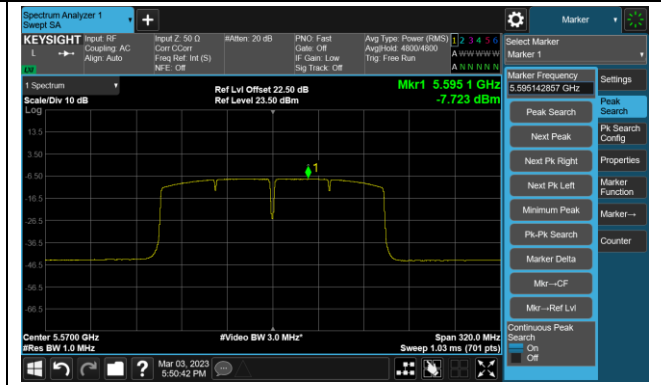 Spectrum Analyzer 1
Swept SA
Marker
KEYSIGHT
L
Input: RF
Coupling: AC
Align: Auto
Input Z: 50 Ω
Corr CCorr
Freq Ref: Int (S)
NFE: Off
#Atten: 20 dB
PNO: Fast
Gate: Off
IF Gain: Low
Sig Track: Off
Avg Type: Power (RMS)
Avg|Hold: 4800/4800
Trig: Free Run
1 2 3 4 5 6
A W W W W W
A N N N N N
Select Marker
Marker 1
1 Spectrum
Scale/Div 10 dB
Log
Ref Lvl Offset 22.50 dB
Ref Level 23.50 dBm
Mkr1 5.595 1 GHz
-7.723 dBm
13.5
3.50
-6.50
-16.5
-26.5
-36.5
-46.5
-56.5
-66.5
1
Center 5.5700 GHz
#Res BW 1.0 MHz
#Video BW 3.0 MHz*
Span 320.0 MHz
Sweep 1.03 ms (701 pts)
Marker Frequency
5.595142857 GHz
Peak Search
Next Peak
Next Pk Right
Next Pk Left
Minimum Peak
Pk-Pk Search
Marker Delta
Mkr→CF
Mkr→Ref Lvl
Continuous Peak
Search
On
Off
Settings
Peak
Search
Pk Search
Config
Properties
Marker
Function
Marker→
Counter
?
Mar 03, 2023
5:50:42 PM